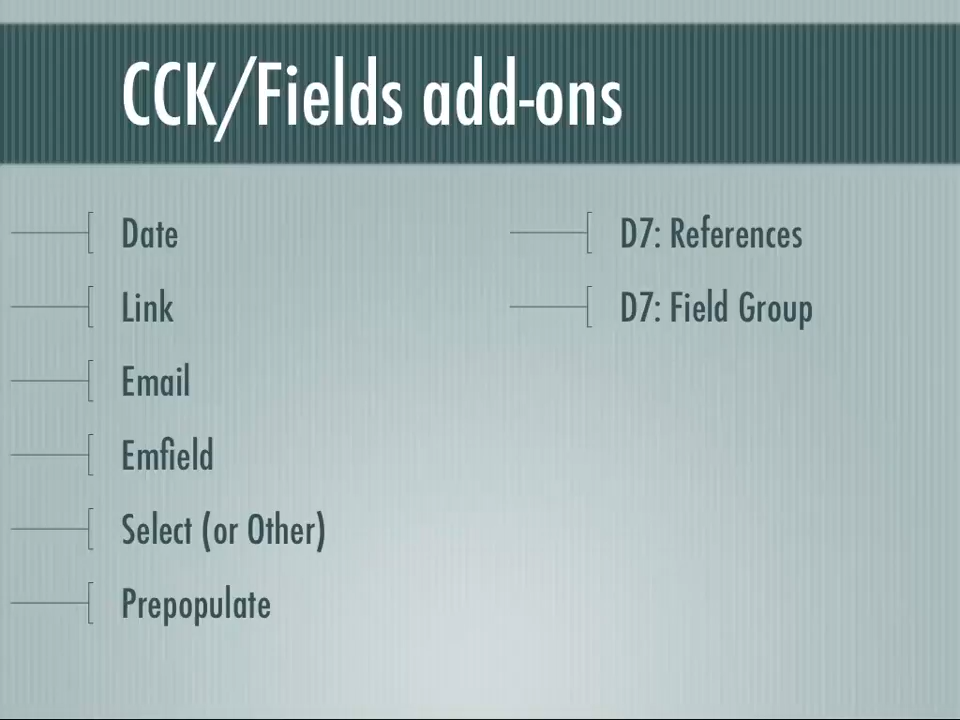 CCK/Fields add-ons
Date
Link
Email
Emfield
Select (or Other)
Prepopulate
D7: References
D7: Field Group